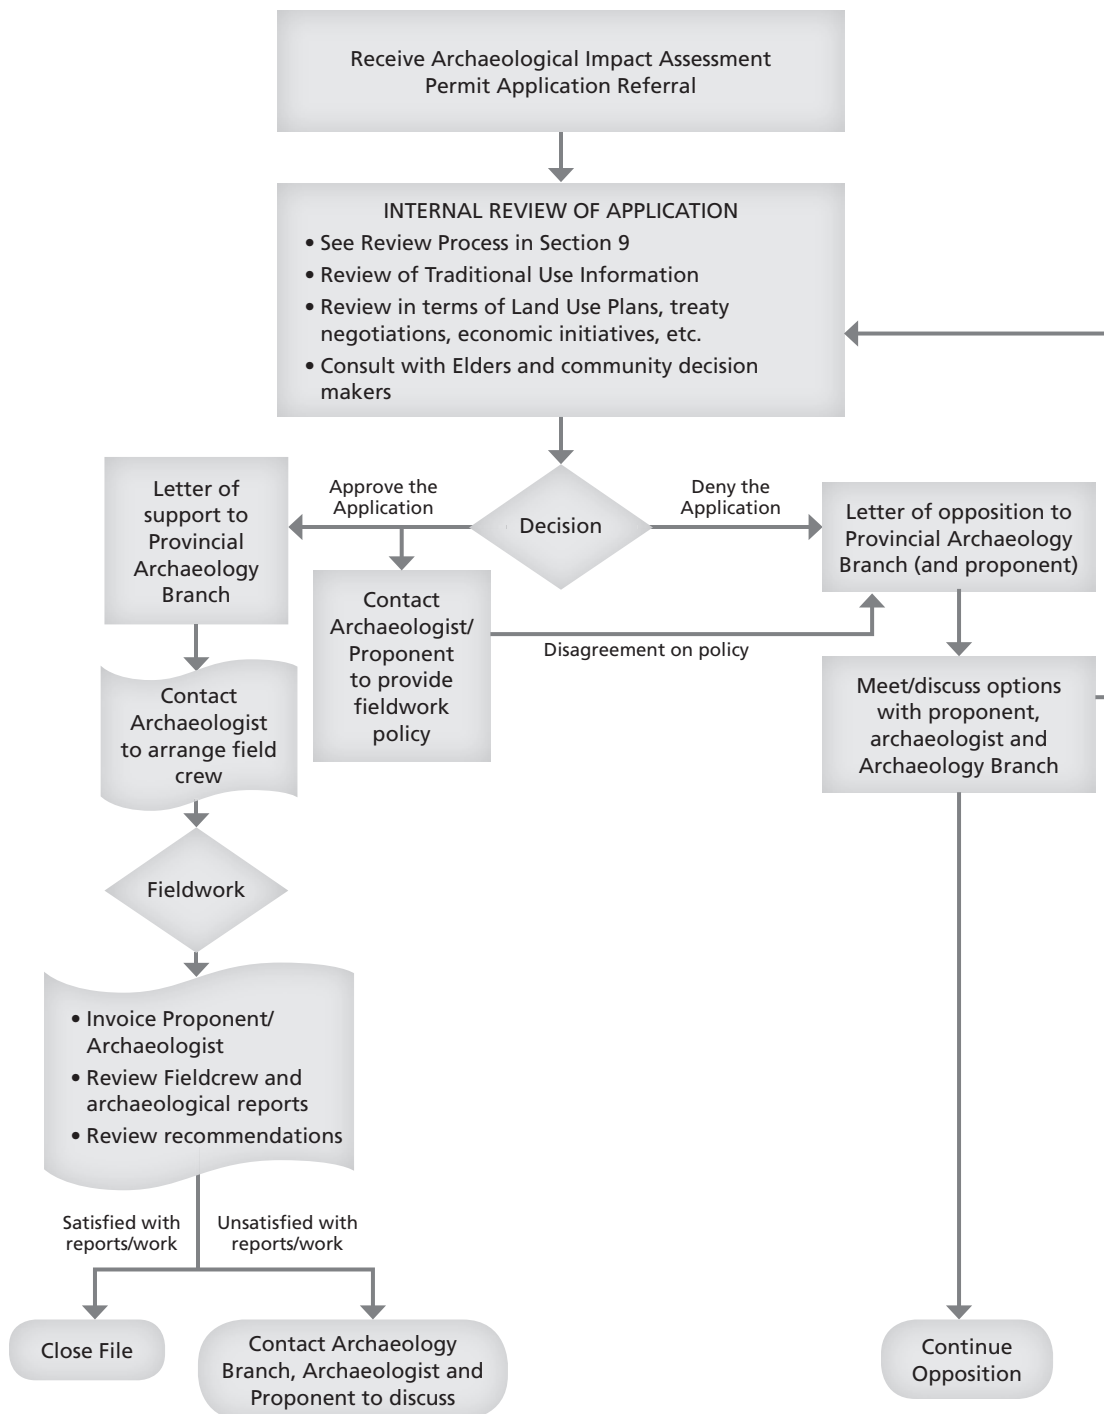 Receive Archaeological Impact Assessment
Permit Application Referral
INTERNAL REVIEW OF APPLICATION
• See Review Process in Section 9
• Review of Traditional Use Information
• Review in terms of Land Use Plans, treaty
negotiations, economic initiatives, etc.
• Consult with Elders and community decision
makers
Decision
Approve the
Application
Deny the
Application
Letter of
support to
Provincial
Archaeology
Branch
Contact
Archaeologist/
Proponent
to provide
fieldwork
policy
Disagreement on policy
Letter of opposition to
Provincial Archaeology
Branch (and proponent)
Meet/discuss options
with proponent,
archaeologist and
Archaeology Branch
Contact
Archaeologist
to arrange field
crew
Fieldwork
• Invoice Proponent/
Archaeologist
• Review Fieldcrew and
archaeological reports
• Review recommendations
Satisfied with
reports/work
Unsatisfied with
reports/work
Close File
Contact Archaeology
Branch, Archaeologist and
Proponent to discuss
Continue
Opposition